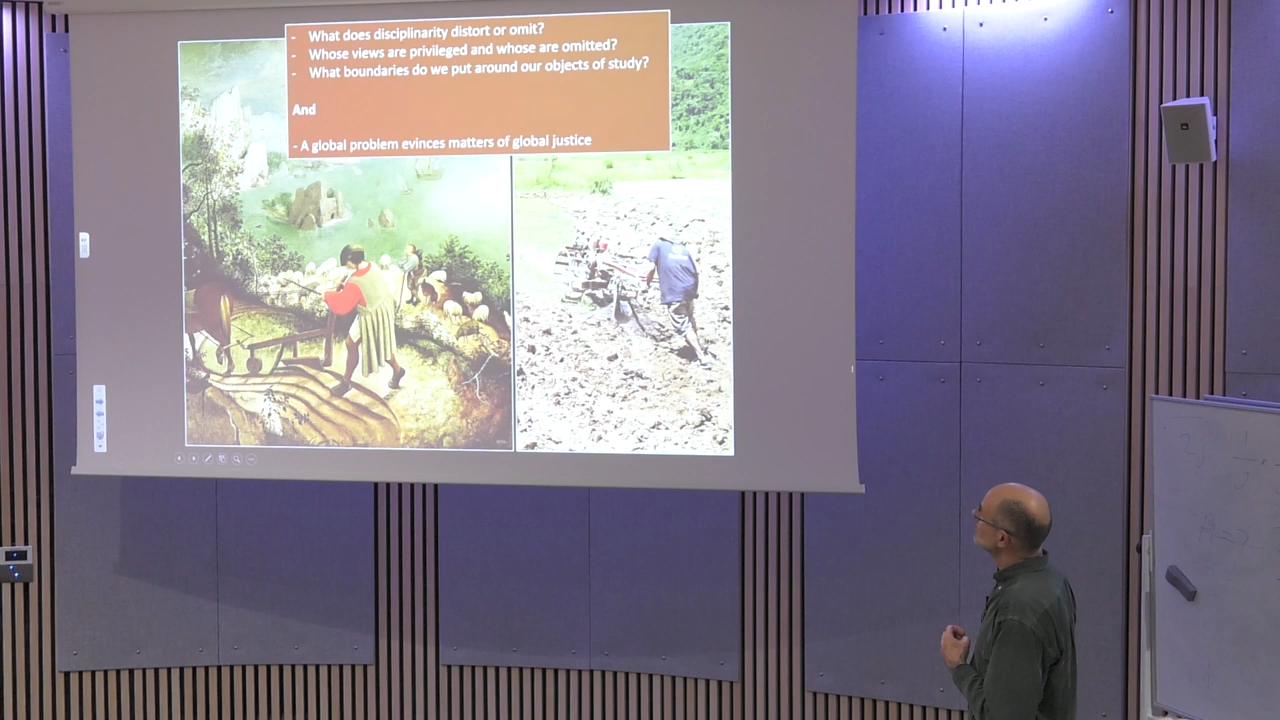 - What does disciplinarity distort or omit?
- Whose views are privileged and whose are omitted?
- What boundaries do we put around our objects of study?
And
- A global problem evinces matters of global justice